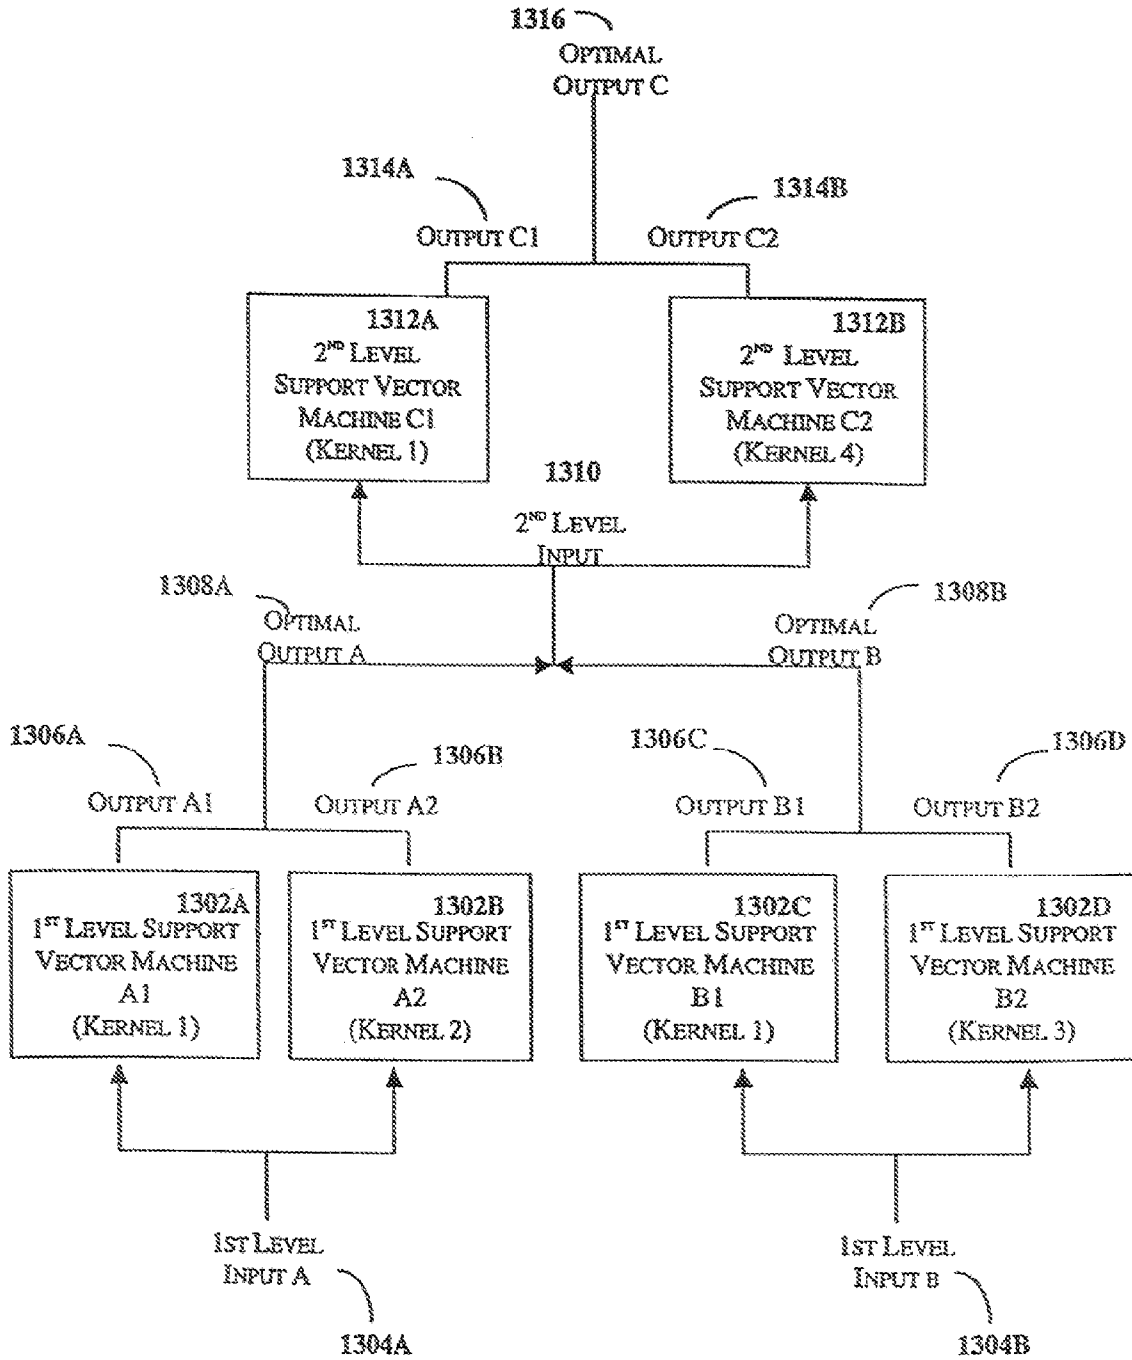 1316
OPTIMAL
OUTPUT C
1314A
1314B
OUTPUT C1
OUTPUT C2
1312A
2ND LEVEL
SUPPORT VECTOR
MACHINE C1
(KERNEL 1)
1312B
2ND LEVEL
SUPPORT VECTOR
MACHINE C2
(KERNEL 4)
1310
2ND LEVEL
INPUT
1308A
OPTIMAL
OUTPUT A
1308B
OPTIMAL
OUTPUT B
1306A
1306B
1306C
1306D
OUTPUT A1
OUTPUT A2
OUTPUT B1
OUTPUT B2
1302A
1ST LEVEL SUPPORT
VECTOR MACHINE
A1
(KERNEL 1)
1302B
1ST LEVEL SUPPORT
VECTOR MACHINE
A2
(KERNEL 2)
1302C
1ST LEVEL SUPPORT
VECTOR MACHINE
B1
(KERNEL 1)
1302D
1ST LEVEL SUPPORT
VECTOR MACHINE
B2
(KERNEL 3)
1ST LEVEL
INPUT A
1304A
1ST LEVEL
INPUT B
1304B